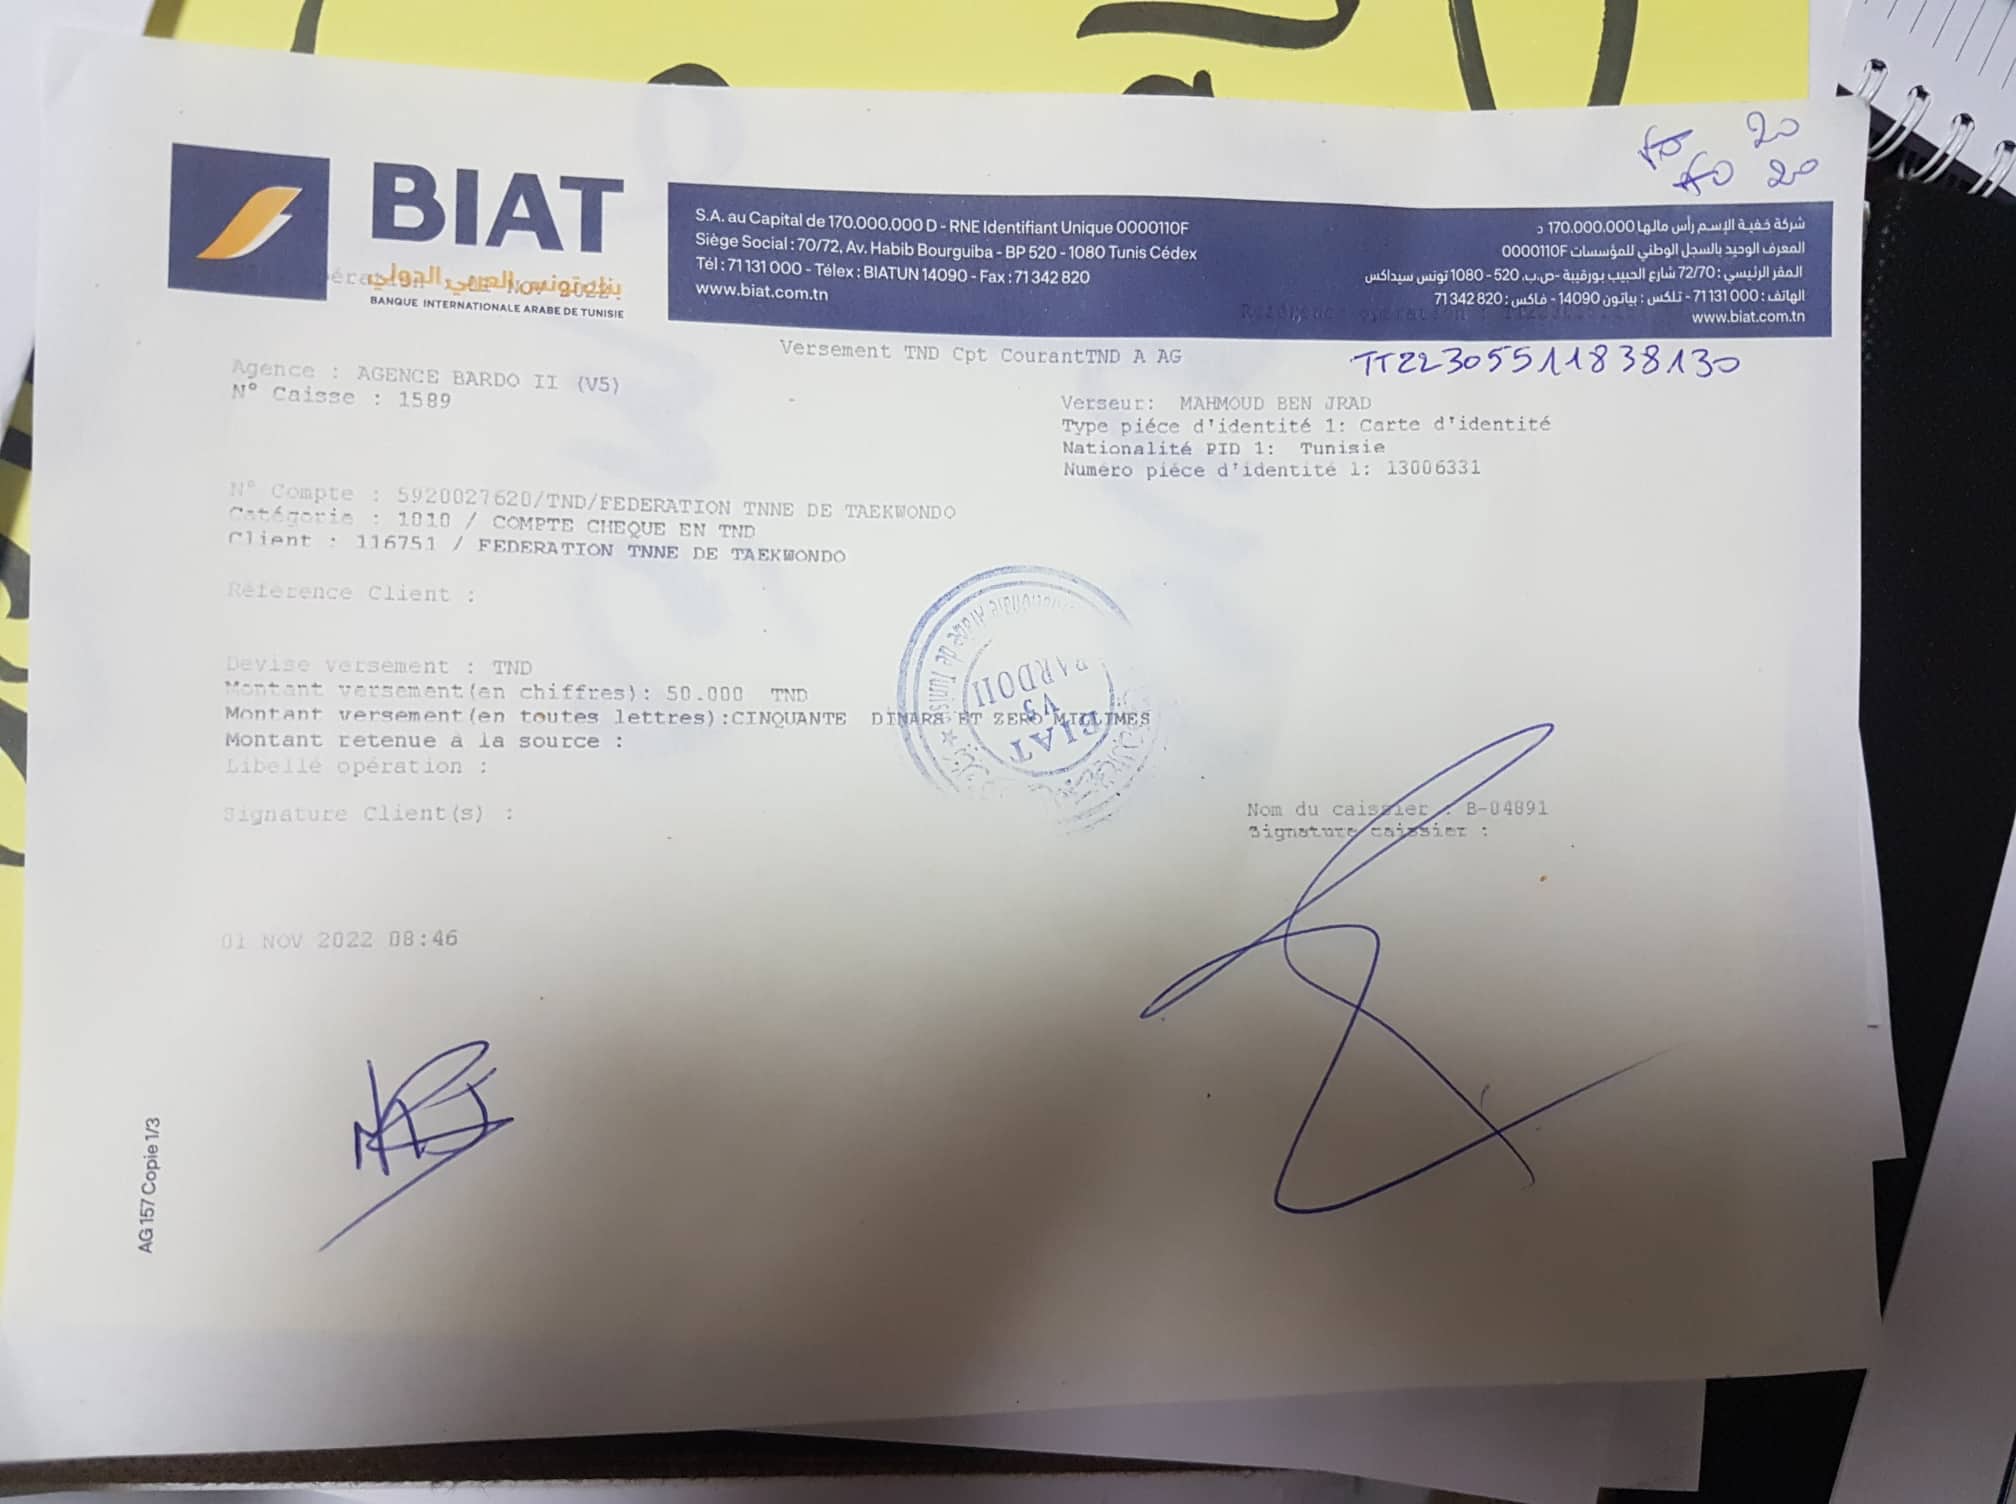 BIAT
بنك تونس العربي الدولي
BANQUE INTERNATIONALE ARABE DE TUNISIE
S.A. au Capital de 170.000.000 D - RNE Identifiant Unique 0000110F
Siège Social : 70/72, Av. Habib Bourguiba - BP 520 - 1080 Tunis Cédex
Tél : 71 131 000 - Télex : BIATUN 14090 - Fax : 71 342 820
www.biat.com.tn
شركة خفية الإسم رأس مالها 170.000.000 د
المعرف الوحيد بالسجل الوطني للمؤسسات 0000110F
المقر الرئيسي : 72/70 شارع الحبيب بورقيبة -ص.ب. 520 - 1080 تونس سيداكس
الهاتف : 71 131 000 - تلكس : بياتون 14090 - فاكس : 71 342 820
www.biat.com.tn
20
20
Versement TND Cpt CourantTND A AG
TT22305511838130
Agence : AGENCE BARDO II (V5)
N° Caisse : 1589
Verseur: MAHMOUD BEN JRAD
Type piéce d'identité 1: Carte d'identité
Nationalité PID 1: Tunisie
Numéro piéce d'identité 1: 13006331
N° Compte : 5920027620/TND/FEDERATION TNNE DE TAEKWONDO
Catégorie : 1010 / COMPTE CHEQUE EN TND
Client : 116751 / FEDERATION TNNE DE TAEKWONDO
Référence Client :
Devise versement : TND
Montant versement(en chiffres): 50.000 TND
Montant versement(en toutes lettres):CINQUANTE DINARS ET ZERO MILLIMES
Montant retenue à la source :
Libellé opération :
Signature Client(s) :
Nom du caissier : B-04891
Signature caissier :
BARDO II
BIAT
01 NOV 2022 08:46
AG 157 Copie 1/3